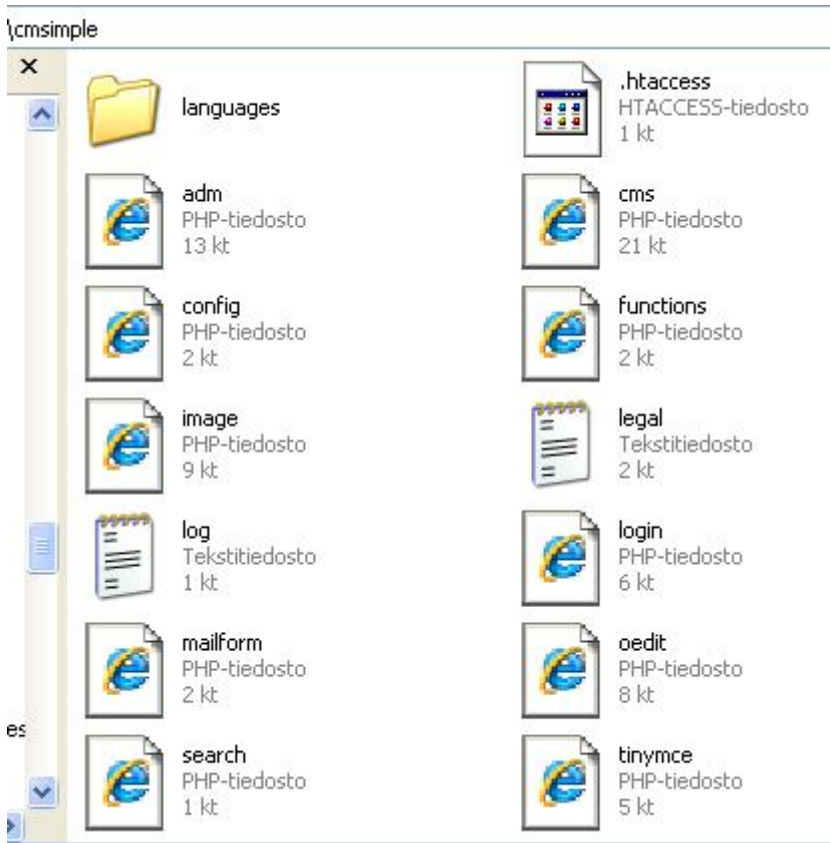 \cmsimple
languages
.htaccess
HTACCESS-tiedosto
1 kt
adm
PHP-tiedosto
13 kt
cms
PHP-tiedosto
21 kt
config
PHP-tiedosto
2 kt
functions
PHP-tiedosto
2 kt
image
PHP-tiedosto
9 kt
legal
Tekstitiedosto
2 kt
log
Tekstitiedosto
1 kt
login
PHP-tiedosto
6 kt
mailform
PHP-tiedosto
2 kt
oedit
PHP-tiedosto
8 kt
es
search
PHP-tiedosto
1 kt
tinymce
PHP-tiedosto
5 kt